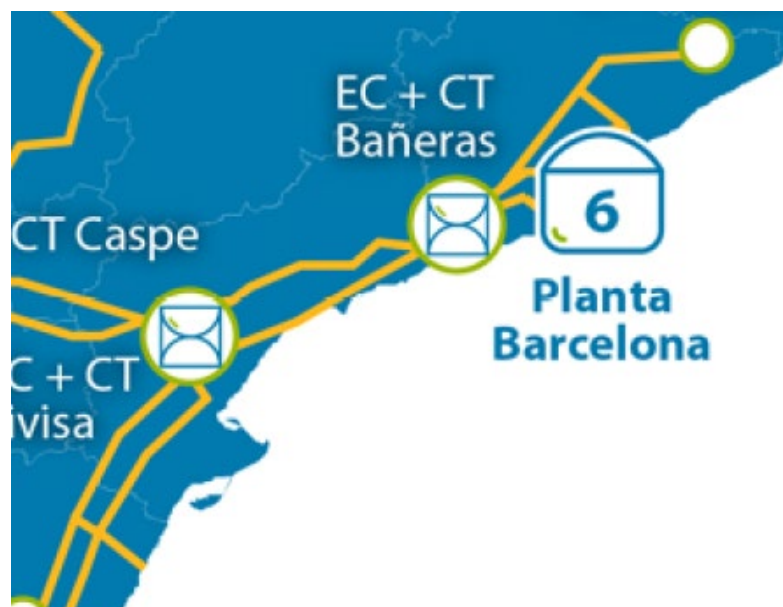 EC + CT
Bañeras
6
CT Caspe
Planta
Barcelona
C + CT
ivisa